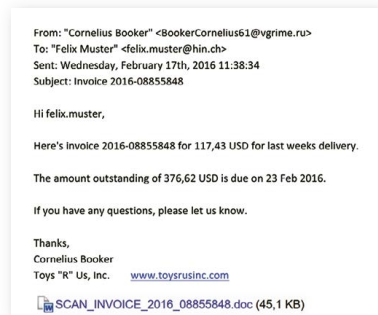 From: "Cornelius Booker" <BookerCornelius61@vgrime.ru>
To: "Felix Muster" <felix.muster@hin.ch>
Sent: Wednesday, February 17th, 2016 11:38:34
Subject: Invoice 2016-08855848
Hi felix.muster,
Here's invoice 2016-08855848 for 117,43 USD for last weeks delivery.
The amount outstanding of 376,62 USD is due on 23 Feb 2016.
If you have any questions, please let us know.
Thanks,
Cornelius Booker
Toys "R" Us, Inc. www.toysrusinc.com
SCAN_INVOICE_2016_08855848.doc (45,1 KB)